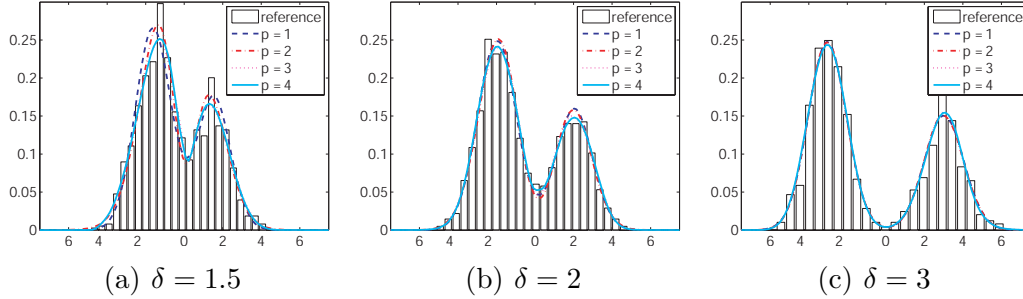 0.25
0.2
0.15
0.1
0.05
0
6 4 2 0 2 4 6
reference
p = 1
p = 2
p = 3
p = 4
(a) δ = 1.5
0.25
0.2
0.15
0.1
0.05
0
6 4 2 0 2 4 6
reference
p = 1
p = 2
p = 3
p = 4
(b) δ = 2
0.25
0.2
0.15
0.1
0.05
0
6 4 2 0 2 4 6
reference
p = 1
p = 2
p = 3
p = 4
(c) δ = 3